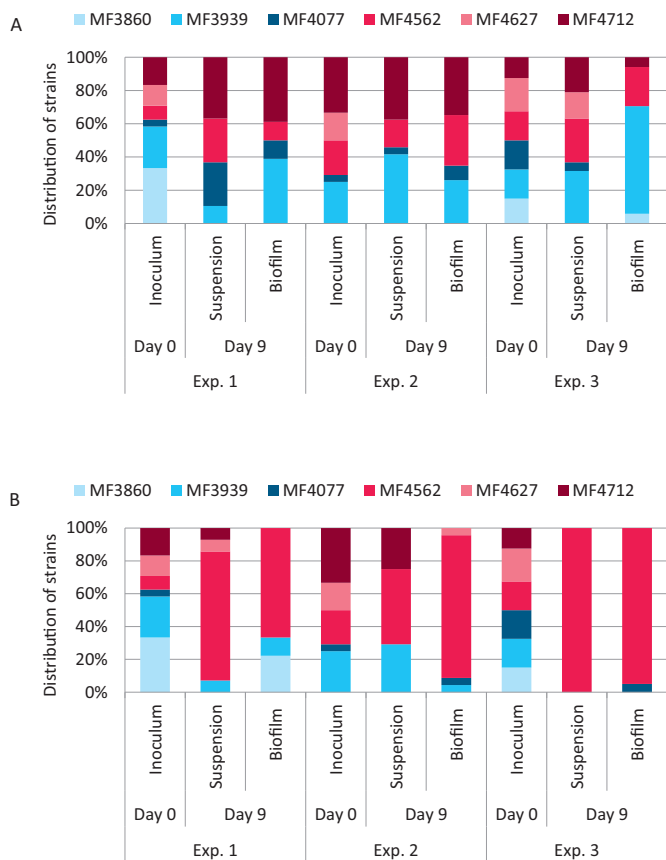 A
MF3860 MF3939 MF4077 MF4562 MF4627 MF4712
Distribution of strains
100%
80%
60%
40%
20%
0%
Inoculum Suspension Biofilm Inoculum Suspension Biofilm Inoculum Suspension Biofilm
Day 0 Day 9 Day 0 Day 9 Day 0 Day 9
Exp. 1 Exp. 2 Exp. 3
B
MF3860 MF3939 MF4077 MF4562 MF4627 MF4712
Distribution of strains
100%
80%
60%
40%
20%
0%
Inoculum Suspension Biofilm Inoculum Suspension Biofilm Inoculum Suspension Biofilm
Day 0 Day 9 Day 0 Day 9 Day 0 Day 9
Exp. 1 Exp. 2 Exp. 3